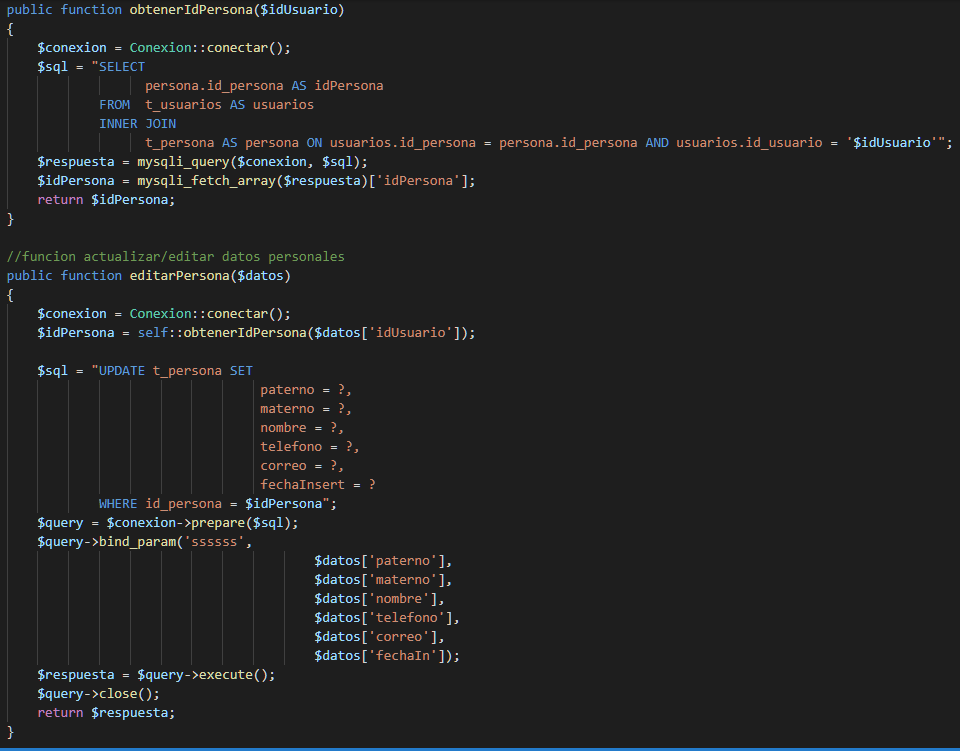 public function obtenerIdPersona($idUsuario)
{
$conexion = Conexion::conectar();
$sql = "SELECT
persona.id_persona AS idPersona
FROM  t_usuarios AS usuarios
INNER JOIN
t_persona AS persona ON usuarios.id_persona = persona.id_persona AND usuarios.id_usuario = '$idUsuario'";
$respuesta = mysqli_query($conexion, $sql);
$idPersona = mysqli_fetch_array($respuesta)['idPersona'];
return $idPersona;
}
//funcion actualizar/editar datos personales
public function editarPersona($datos)
{
$conexion = Conexion::conectar();
$idPersona = self::obtenerIdPersona($datos['idUsuario']);
$sql = "UPDATE t_persona SET
paterno = ?,
materno = ?,
nombre = ?,
telefono = ?,
correo = ?,
fechaInsert = ?
WHERE id_persona = $idPersona";
$query = $conexion->prepare($sql);
$query->bind_param('ssssss',
$datos['paterno'],
$datos['materno'],
$datos['nombre'],
$datos['telefono'],
$datos['correo'],
$datos['fechaIn']);
$respuesta = $query->execute();
$query->close();
return $respuesta;
}